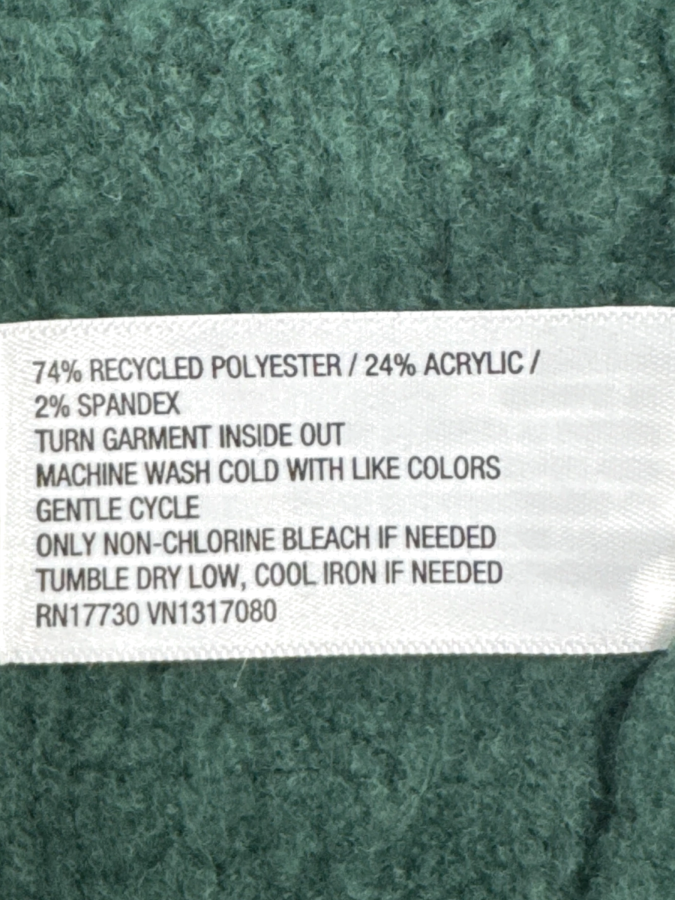 74% RECYCLED POLYESTER / 24% ACRYLIC /
2% SPANDEX
TURN GARMENT INSIDE OUT
MACHINE WASH COLD WITH LIKE COLORS
GENTLE CYCLE
ONLY NON-CHLORINE BLEACH IF NEEDED
TUMBLE DRY LOW, COOL IRON IF NEEDED
RN17730 VN1317080